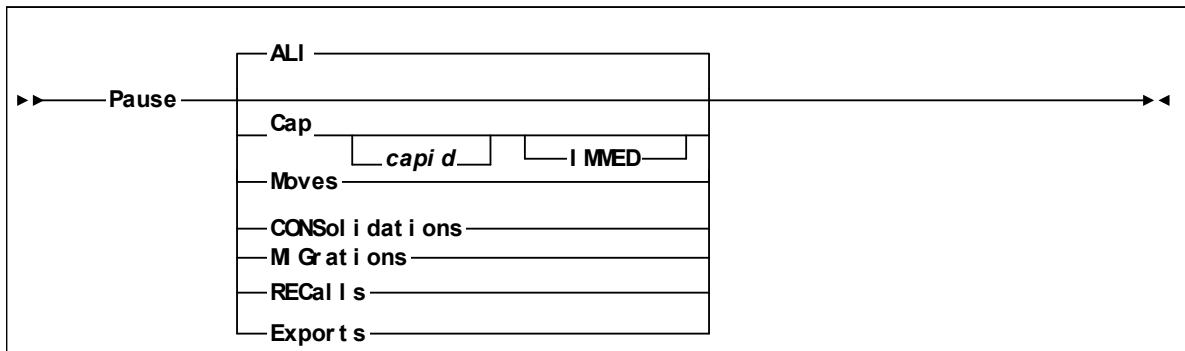 ALl
Pause
Cap
capid
IMMED
Moves
CONSolidations
MIGrations
RECalls
Exports